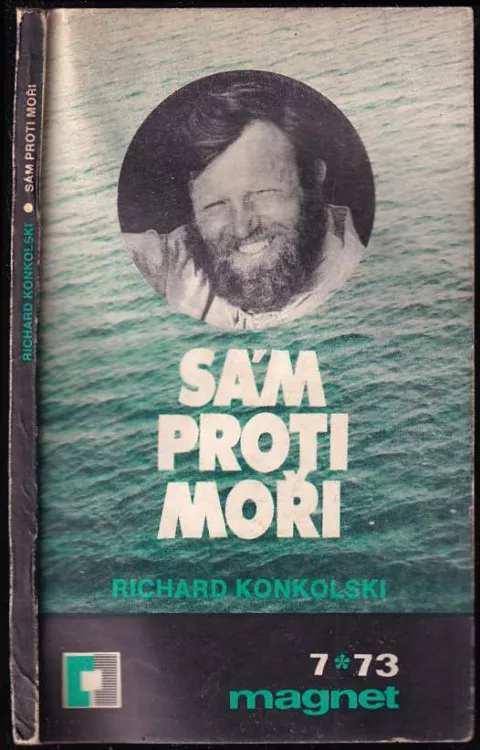 RICHARD KONKOLSKI ● SÁM PROTI MOŘI
SÁM
PROTI
MOŘI
RICHARD KONKOLSKI
7*73
magnet